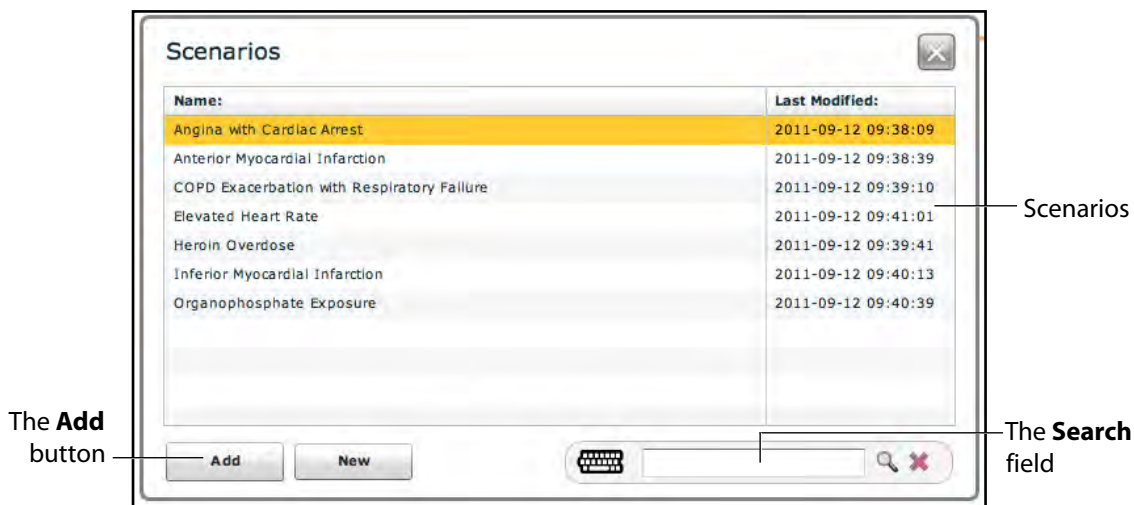 Scenarios
Name: Last Modified:
Angina with Cardiac Arrest 2011-09-12 09:38:09
Anterior Myocardial Infarction 2011-09-12 09:38:39
COPD Exacerbation with Respiratory Failure 2011-09-12 09:39:10
Elevated Heart Rate 2011-09-12 09:41:01
Heroin Overdose 2011-09-12 09:39:41
Inferior Myocardial Infarction 2011-09-12 09:40:13
Organophosphate Exposure 2011-09-12 09:40:39
Scenarios
The Add
button
Add New
The Search
field